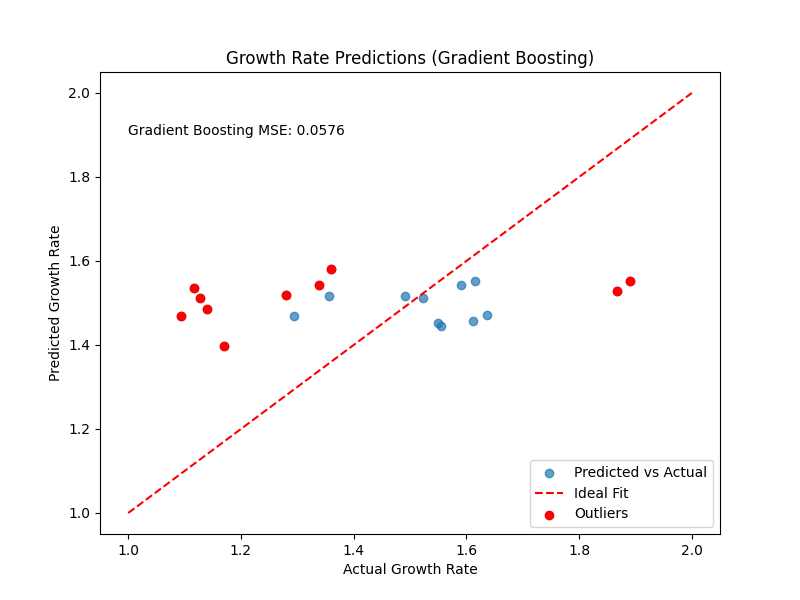 Growth Rate Predictions (Gradient Boosting)
2.0
Gradient Boosting MSE: 0.0576
1.8
1.6
1.4
1.2
1.0
Predicted Growth Rate
Predicted vs Actual
Ideal Fit
Outliers
1.0 1.2 1.4 1.6 1.8 2.0
Actual Growth Rate